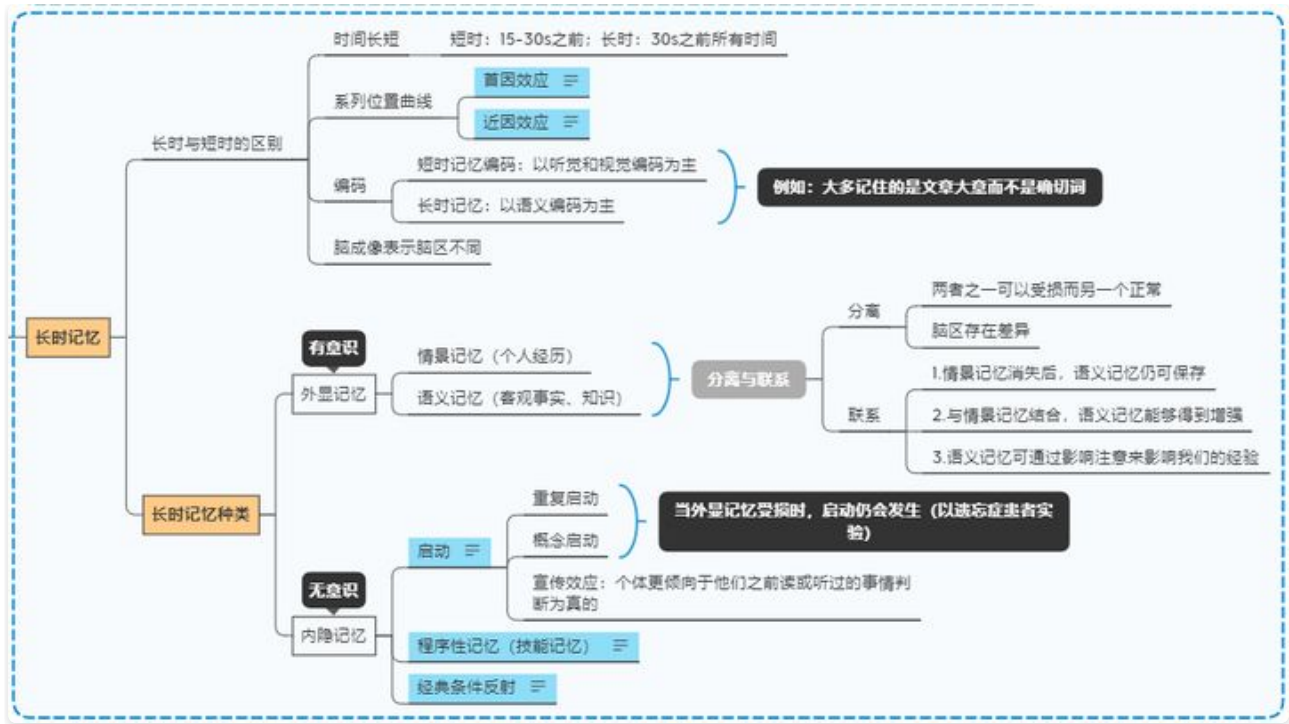 时间长短
短时：15-30s之前；长时：30s之前所有时间
系列位置曲线
首因效应
近因效应
长时与短时的区别
编码
短时记忆编码：以听觉和视觉编码为主
长时记忆：以语义编码为主
例如：大多记住的是文章大意而不是确切词
脑成像表示脑区不同
长时记忆
长时记忆种类
有意识
外显记忆
情景记忆（个人经历）
语义记忆（客观事实、知识）
分离与联系
分离
两者之一可以受损而另一个正常
脑区存在差异
联系
1.情景记忆消失后，语义记忆仍可保存
2.与情景记忆结合，语义记忆能够得到增强
3.语义记忆可通过影响注意来影响我们的经验
无意识
内隐记忆
启动
重复启动
概念启动
当外显记忆受损时，启动仍会发生（以遗忘症患者实
验）
宣传效应：个体更倾向于他们之前读或听过的事情判
断为真的
程序性记忆（技能记忆）
经典条件反射